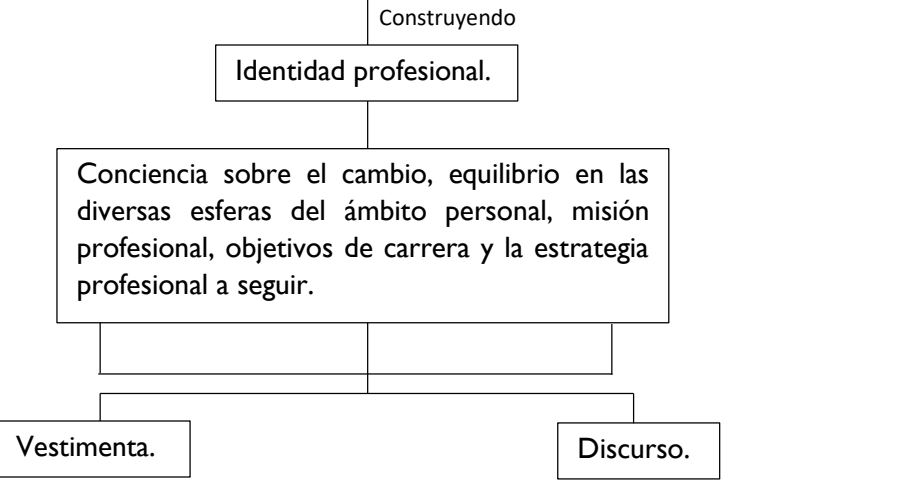 Construyendo
Identidad profesional.
Conciencia sobre el cambio, equilibrio en las
diversas esferas del ámbito personal, misión
profesional, objetivos de carrera y la estrategia
profesional a seguir.
Vestimenta.
Discurso.